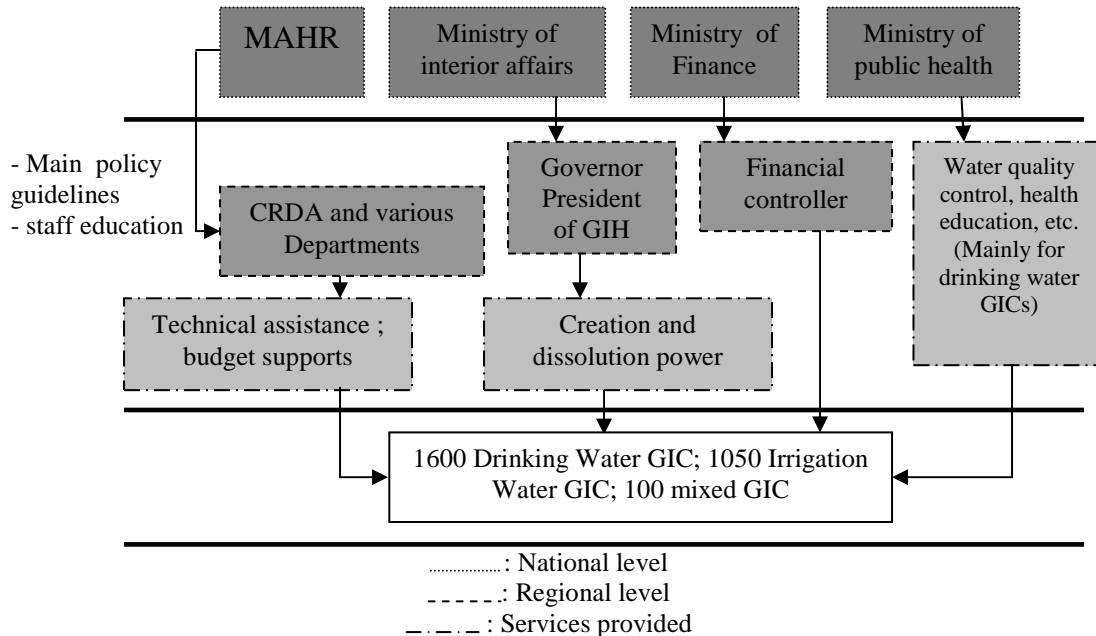 MAHR
Ministry of
interior affairs
Ministry of
Finance
Ministry of
public health
- Main policy
guidelines
- staff education
CRDA and various
Departments
Governor
President
of GIH
Financial
controller
Water quality
control, health
education, etc.
(Mainly for
drinking water
GICs)
Technical assistance ;
budget supports
Creation and
dissolution power
1600 Drinking Water GIC; 1050 Irrigation
Water GIC; 100 mixed GIC
: National level
: Regional level
: Services provided